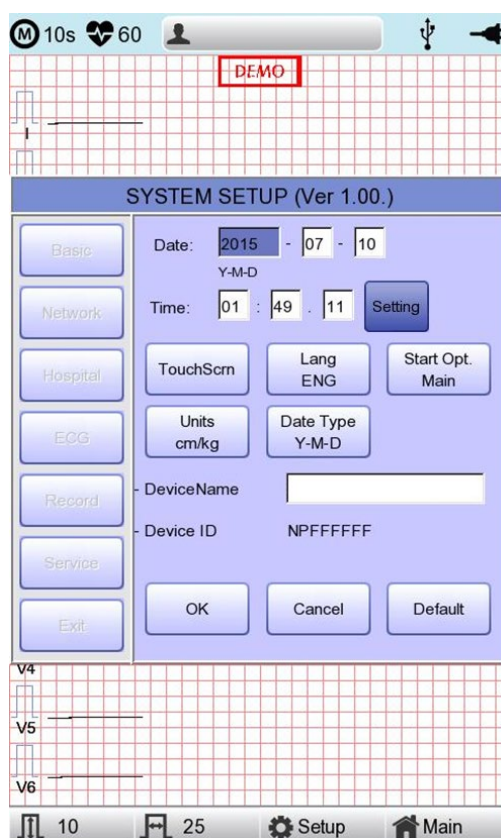 M 10s 60
DEMO
I
SYSTEM SETUP (Ver 1.00.)
Basic
Date: 2015 - 07 - 10
Y-M-D
Network
Time: 01 : 49 . 11 Setting
Hospital
TouchScrn
Lang
ENG
Start Opt.
Main
ECG
Units
cm/kg
Date Type
Y-M-D
Record
- DeviceName
- Device ID NPFFFFFF
Service
Exit
OK Cancel Default
V4
V5
V6
10 25 Setup Main